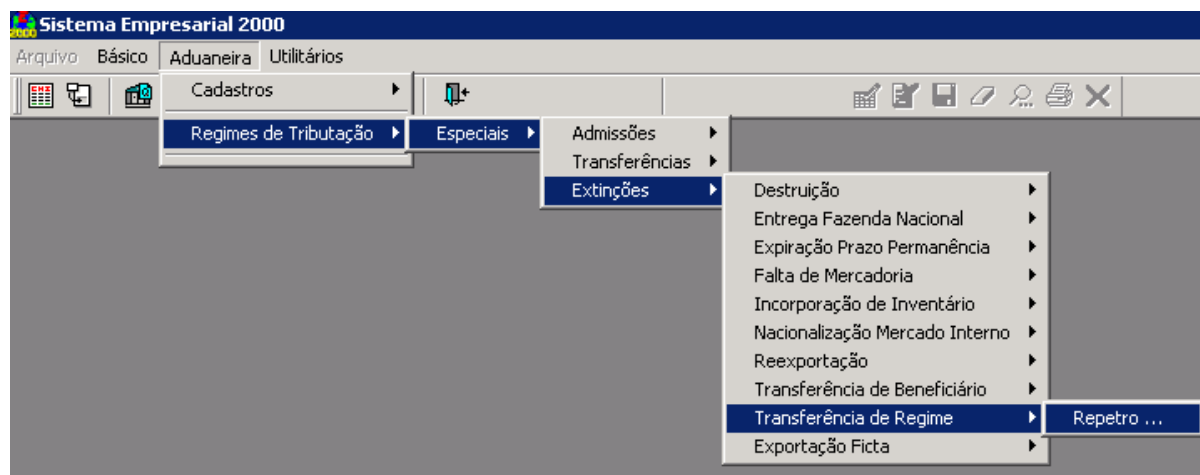 Sistema Empresarial 2000
Arquivo Básico Aduaneira Utilitários
Cadastros
Regimes de Tributação Especiais Admissões
Transferências
Extinções Destruição
Entrega Fazenda Nacional
Expiração Prazo Permanência
Falta de Mercadoria
Incorporação de Inventário
Nacionalização Mercado Interno
Reexportação
Transferência de Beneficiário
Transferência de Regime Repetro ...
Exportação Ficta